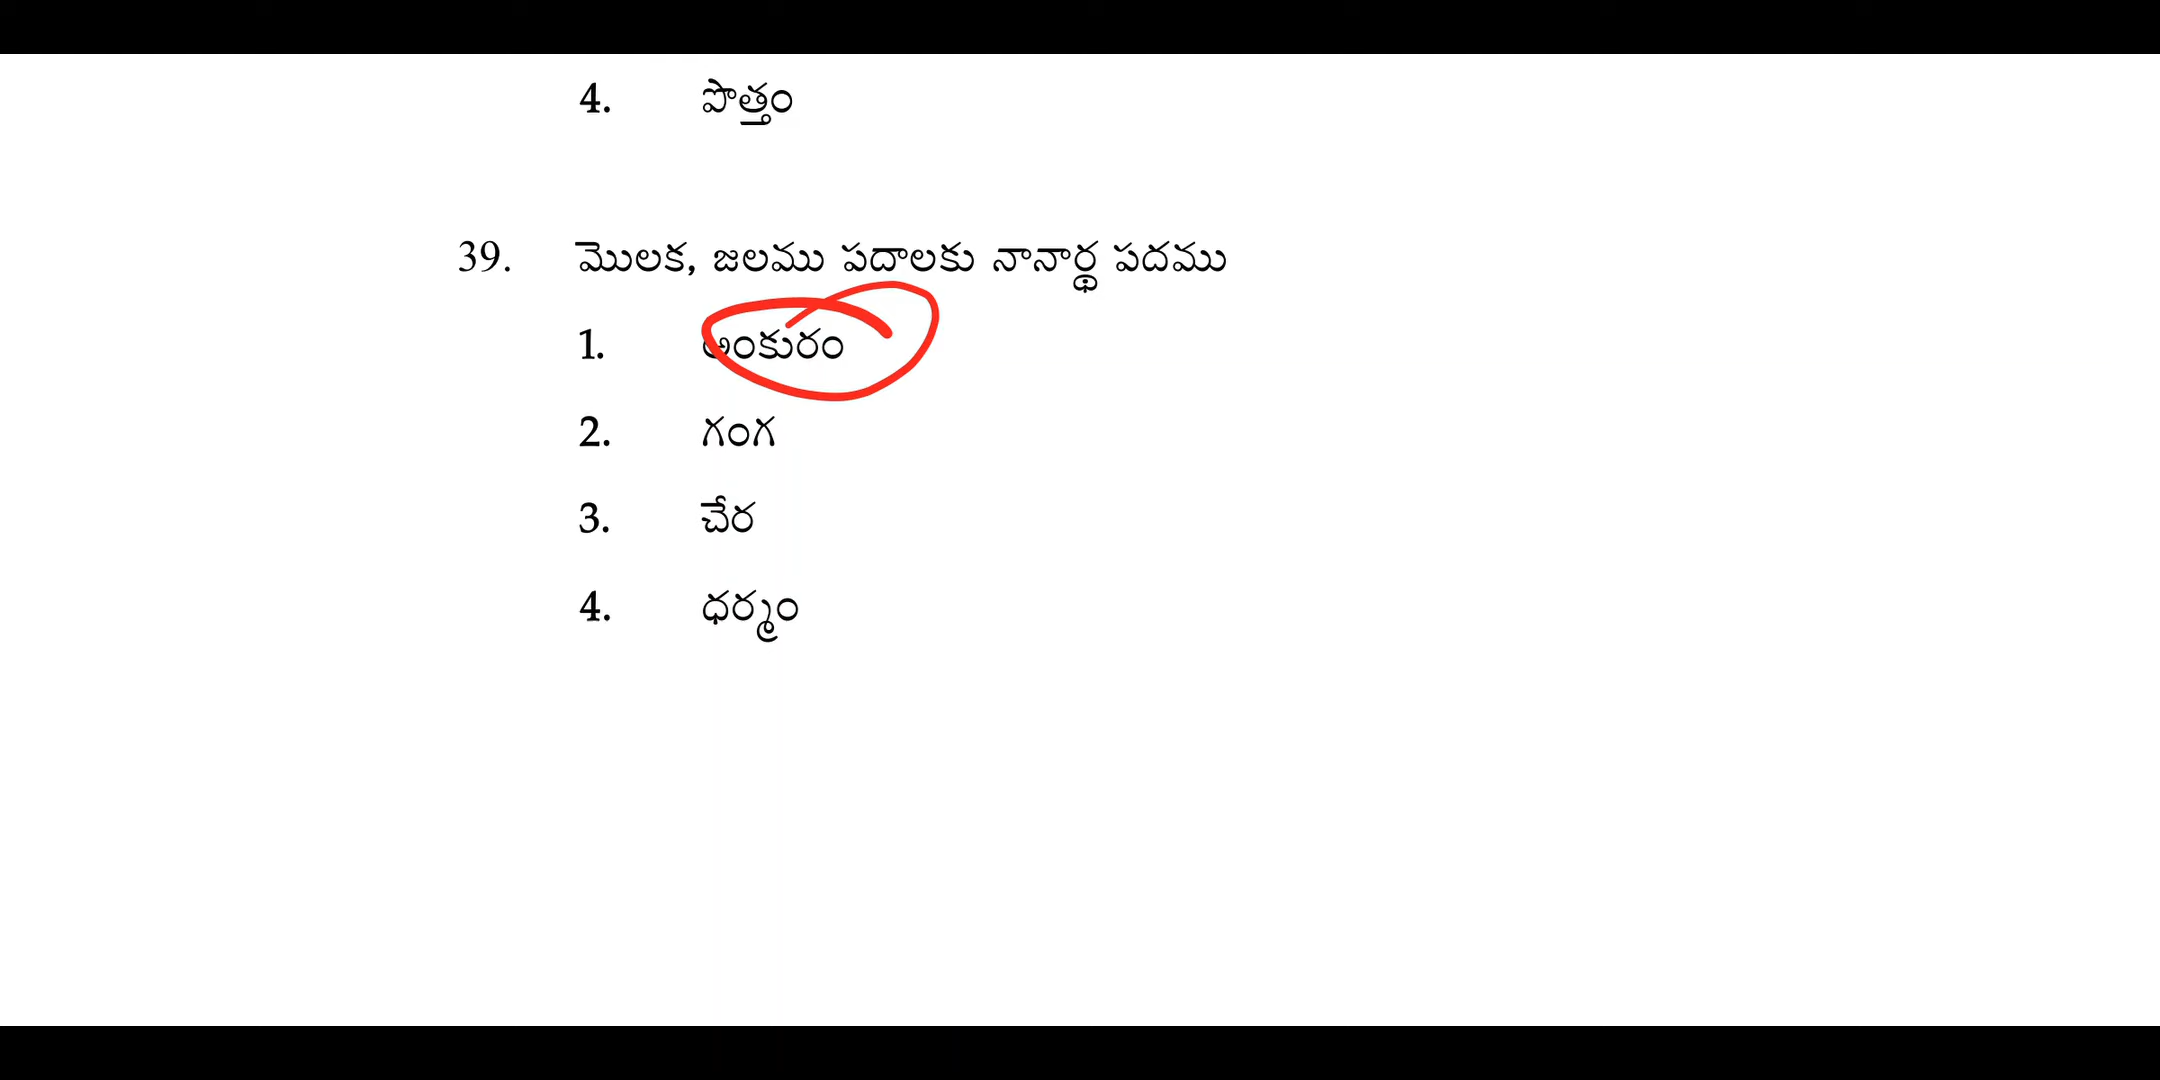 4. పొత్తం
39. మొలక, జలము పదాలకు నానార్థ పదము
1. అంకురం
2. గంగ
3. చేర
4. ధర్మం